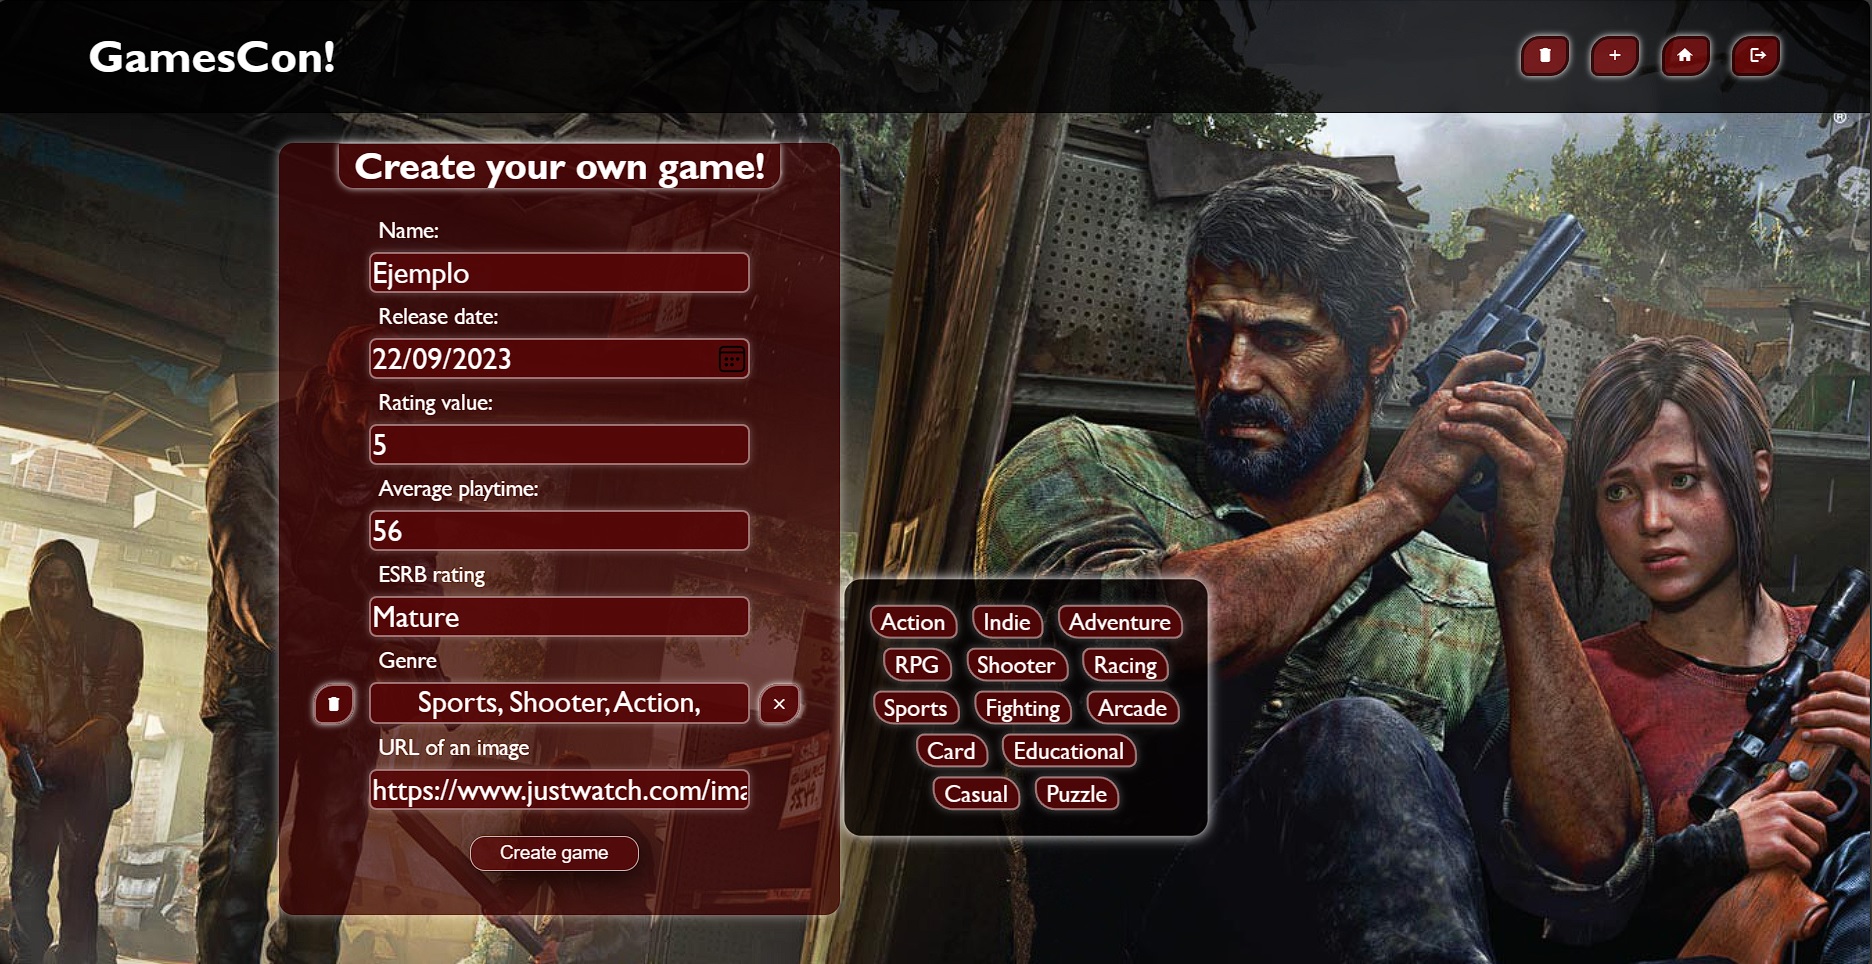 GamesCon!
®
Create your own game!
Name:
Ejemplo
Release date:
22/09/2023
Rating value:
5
Average playtime:
56
ESRB rating
Mature
Genre
Sports, Shooter, Action,
URL of an image
https://www.justwatch.com/ima
Create game
Action Indie Adventure
RPG Shooter Racing
Sports Fighting Arcade
Card Educational
Casual Puzzle